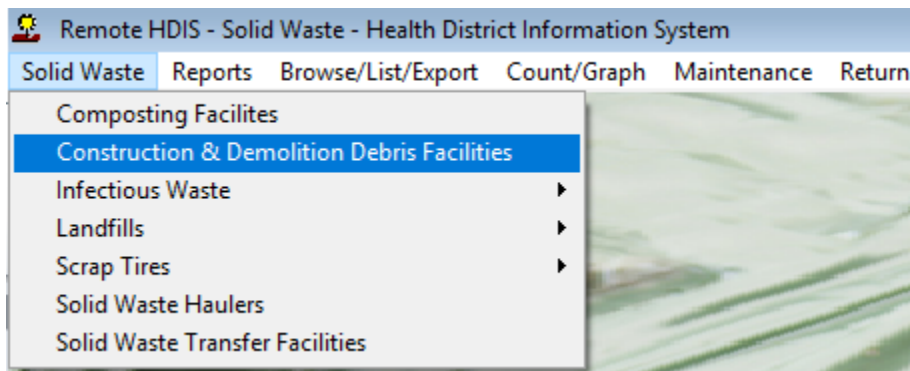 Remote HDIS - Solid Waste - Health District Information System
Solid Waste Reports Browse/List/Export Count/Graph Maintenance Return
Composting Facilites
Construction & Demolition Debris Facilities
Infectious Waste
Landfills
Scrap Tires
Solid Waste Haulers
Solid Waste Transfer Facilities